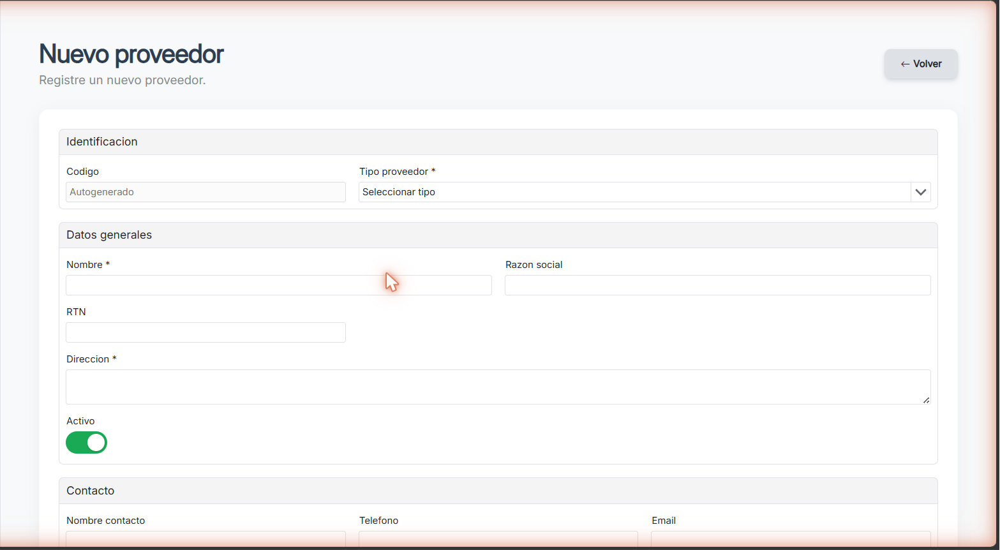 Nuevo proveedor
Registre un nuevo proveedor.
← Volver
Identificacion
Codigo
Tipo proveedor *
Autogenerado
Seleccionar tipo
Datos generales
Nombre *
Razon social
RTN
Direccion *
Activo
Contacto
Nombre contacto
Telefono
Email